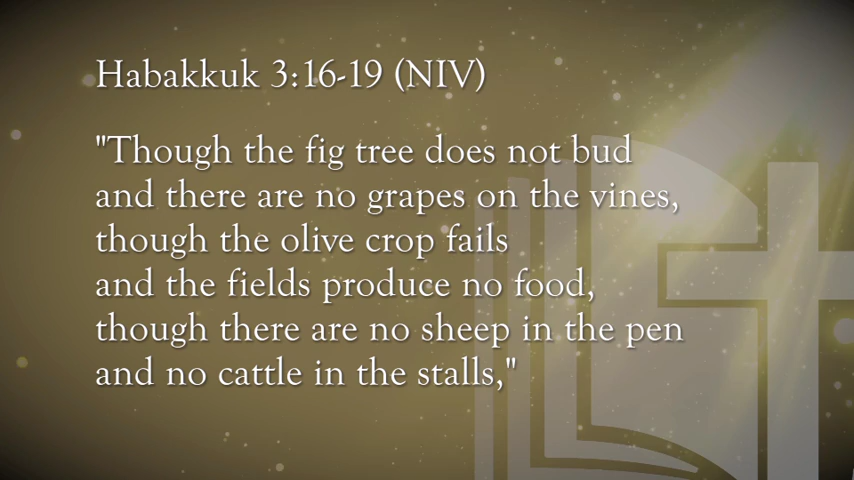 Habakkuk 3:16-19 (NIV)
"Though the fig tree does not bud
and there are no grapes on the vines,
though the olive crop fails
and the fields produce no food,
though there are no sheep in the pen
and no cattle in the stalls,"